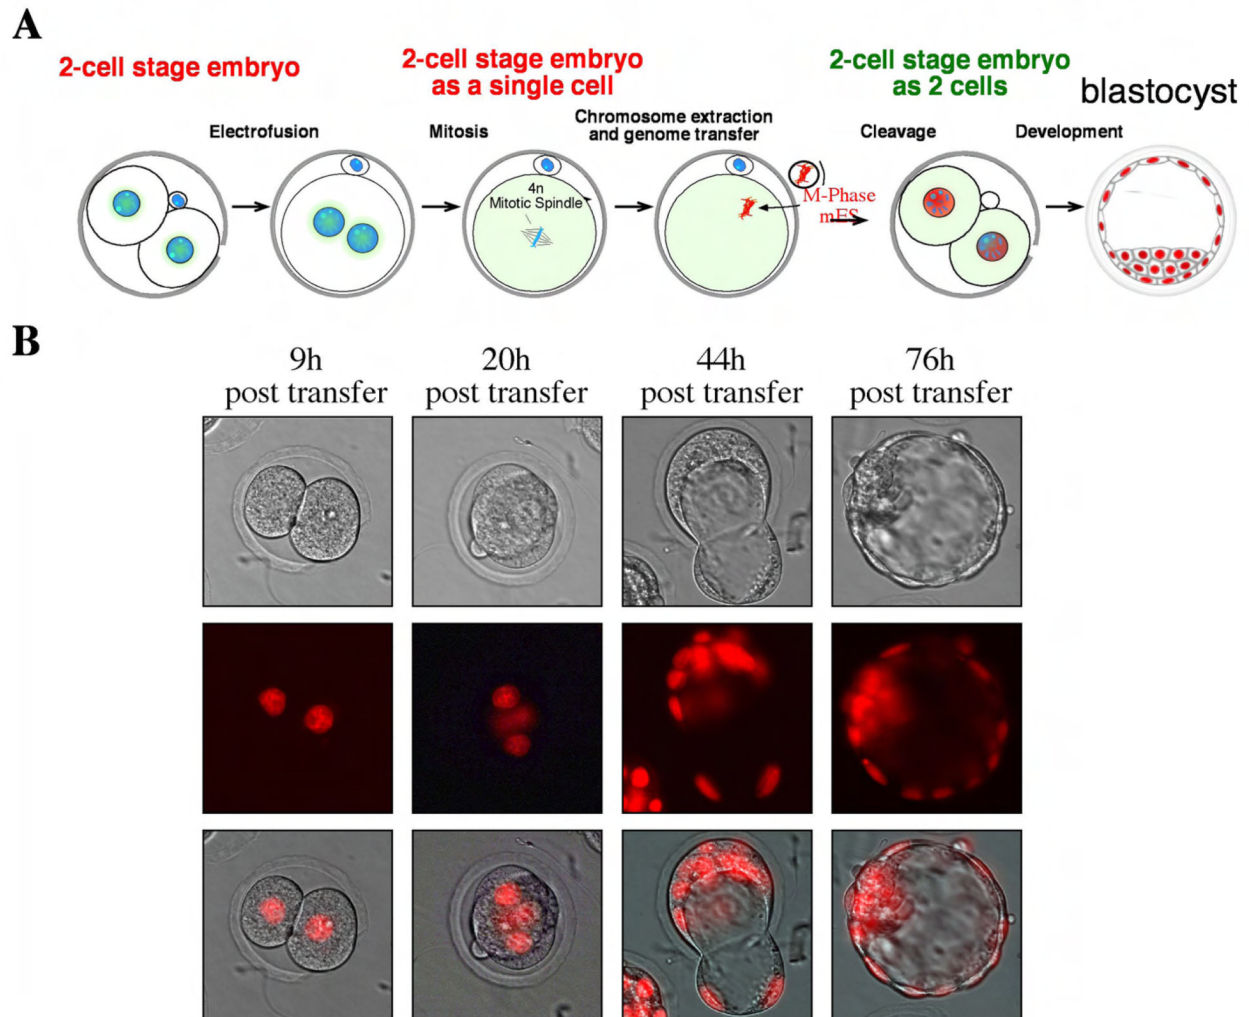 A
2-cell stage embryo
2-cell stage embryo
as a single cell
2-cell stage embryo
as 2 cells
blastocyst
Electrofusion
Mitosis
Chromosome extraction
and genome transfer
Cleavage
Development
4n
Mitotic Spindle
M-Phase
mES
B
9h
post transfer
20h
post transfer
44h
post transfer
76h
post transfer